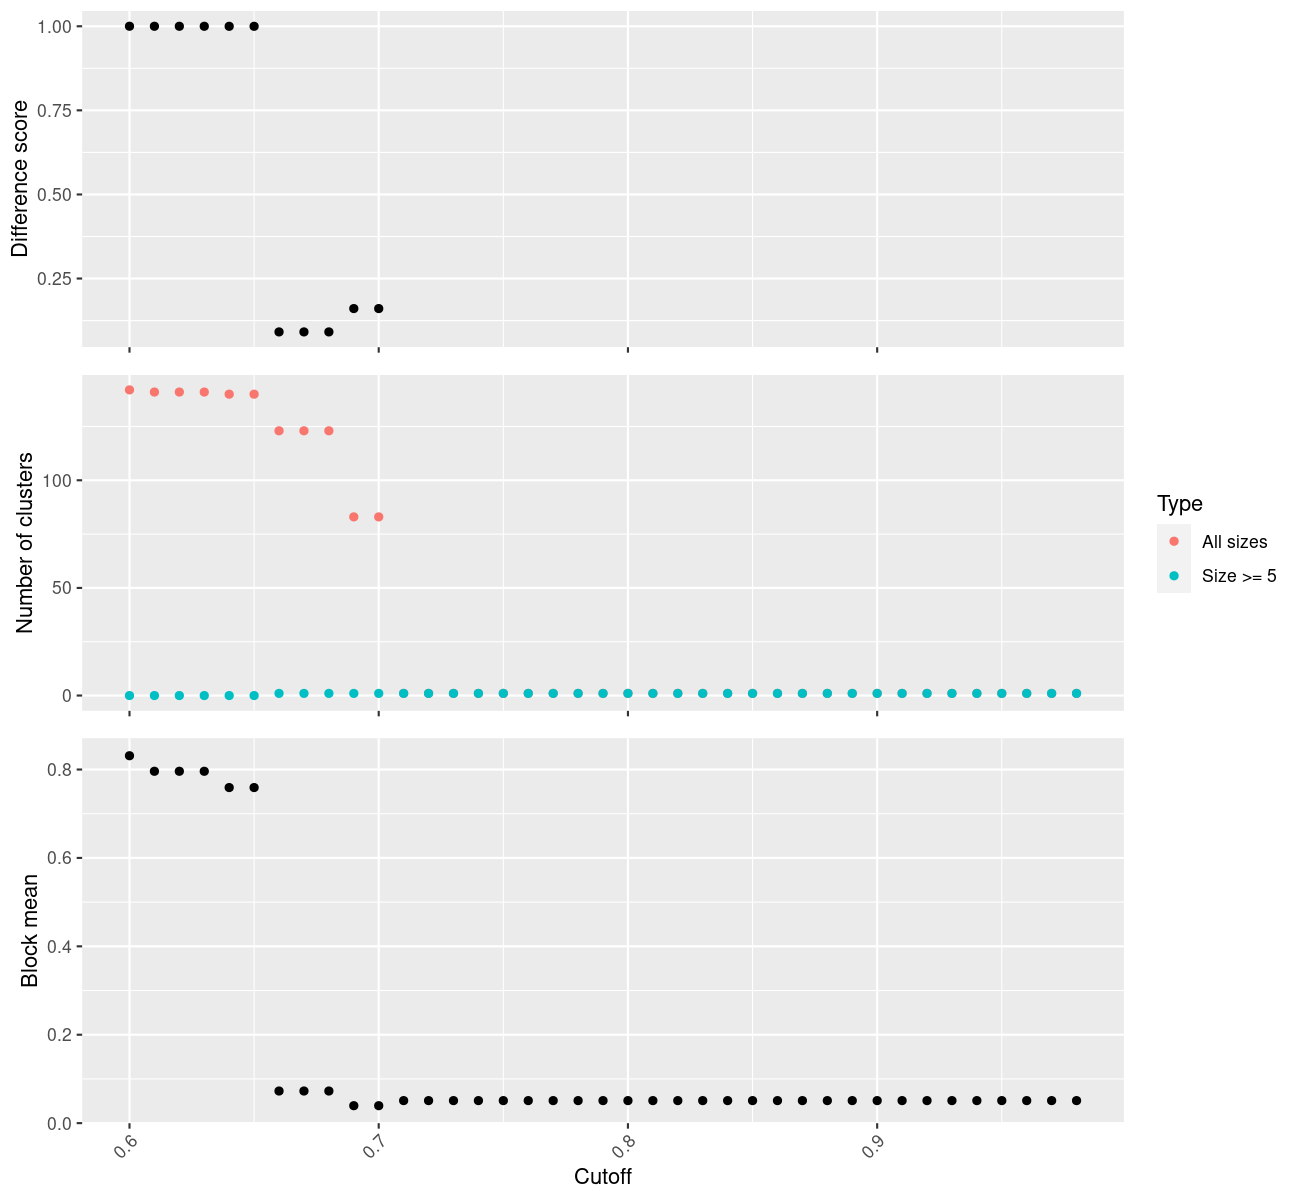 Difference score
1.00
0.75
0.50
0.25
Number of clusters
100
50
0
Type
All sizes
Size >= 5
Block mean
0.8
0.6
0.4
0.2
0.0
0.6 0.7 0.8 0.9
Cutoff